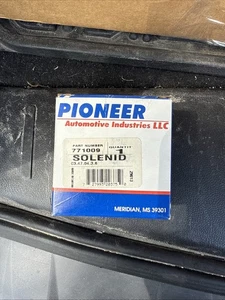 PIONEER
Automotive Industries LLC
PART NUMBER
QUANTITY
771009
1
SOLENID
MERIDIAN, MS 39301